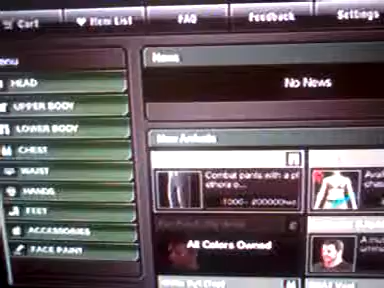 Cart
Item List
FAQ
Feedback
Settings
News
No News
HEAD
UPPER BODY
LOWER BODY
CHEST
WAIST
HANDS
FEET
ACCESSORIES
FACE PAINT
New Arrivals
Combat pants with a pl
ethora o...
All Colors Owned